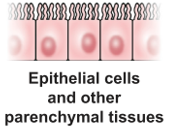 Epithelial cells
and other
parenchymal tissues